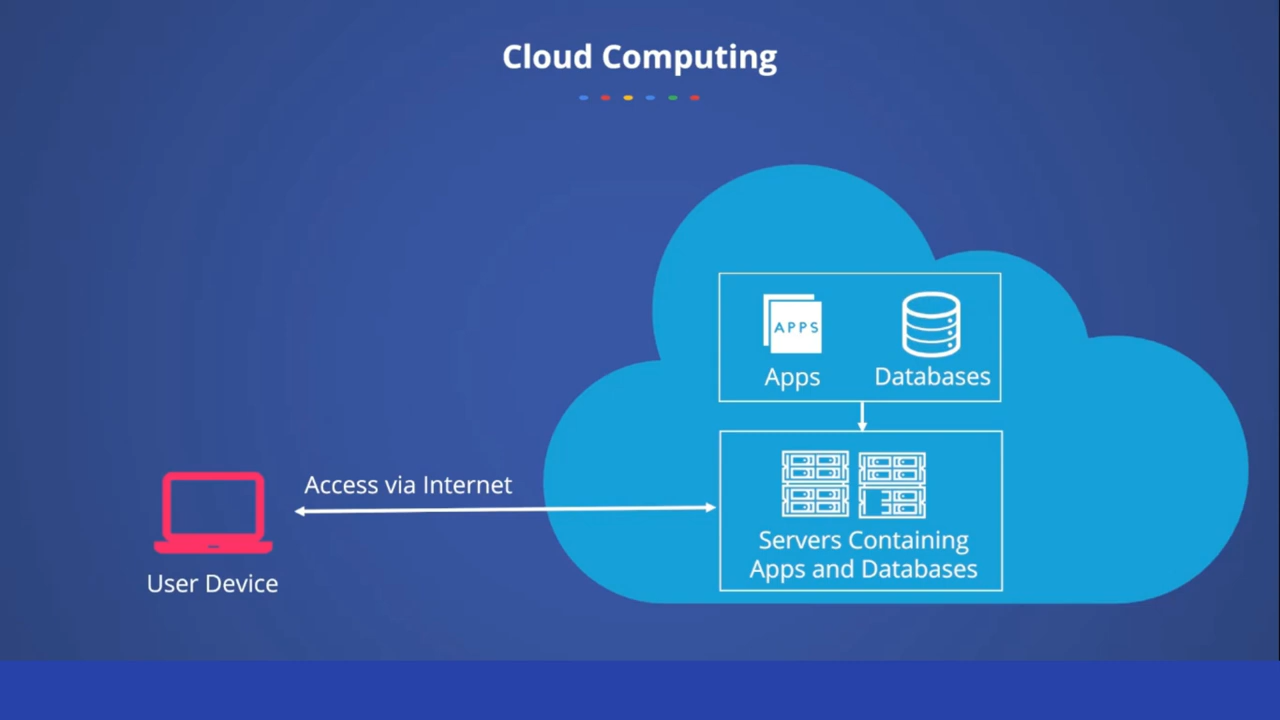 Cloud Computing
APPS
Apps
Databases
Access via Internet
Servers Containing
Apps and Databases
User Device